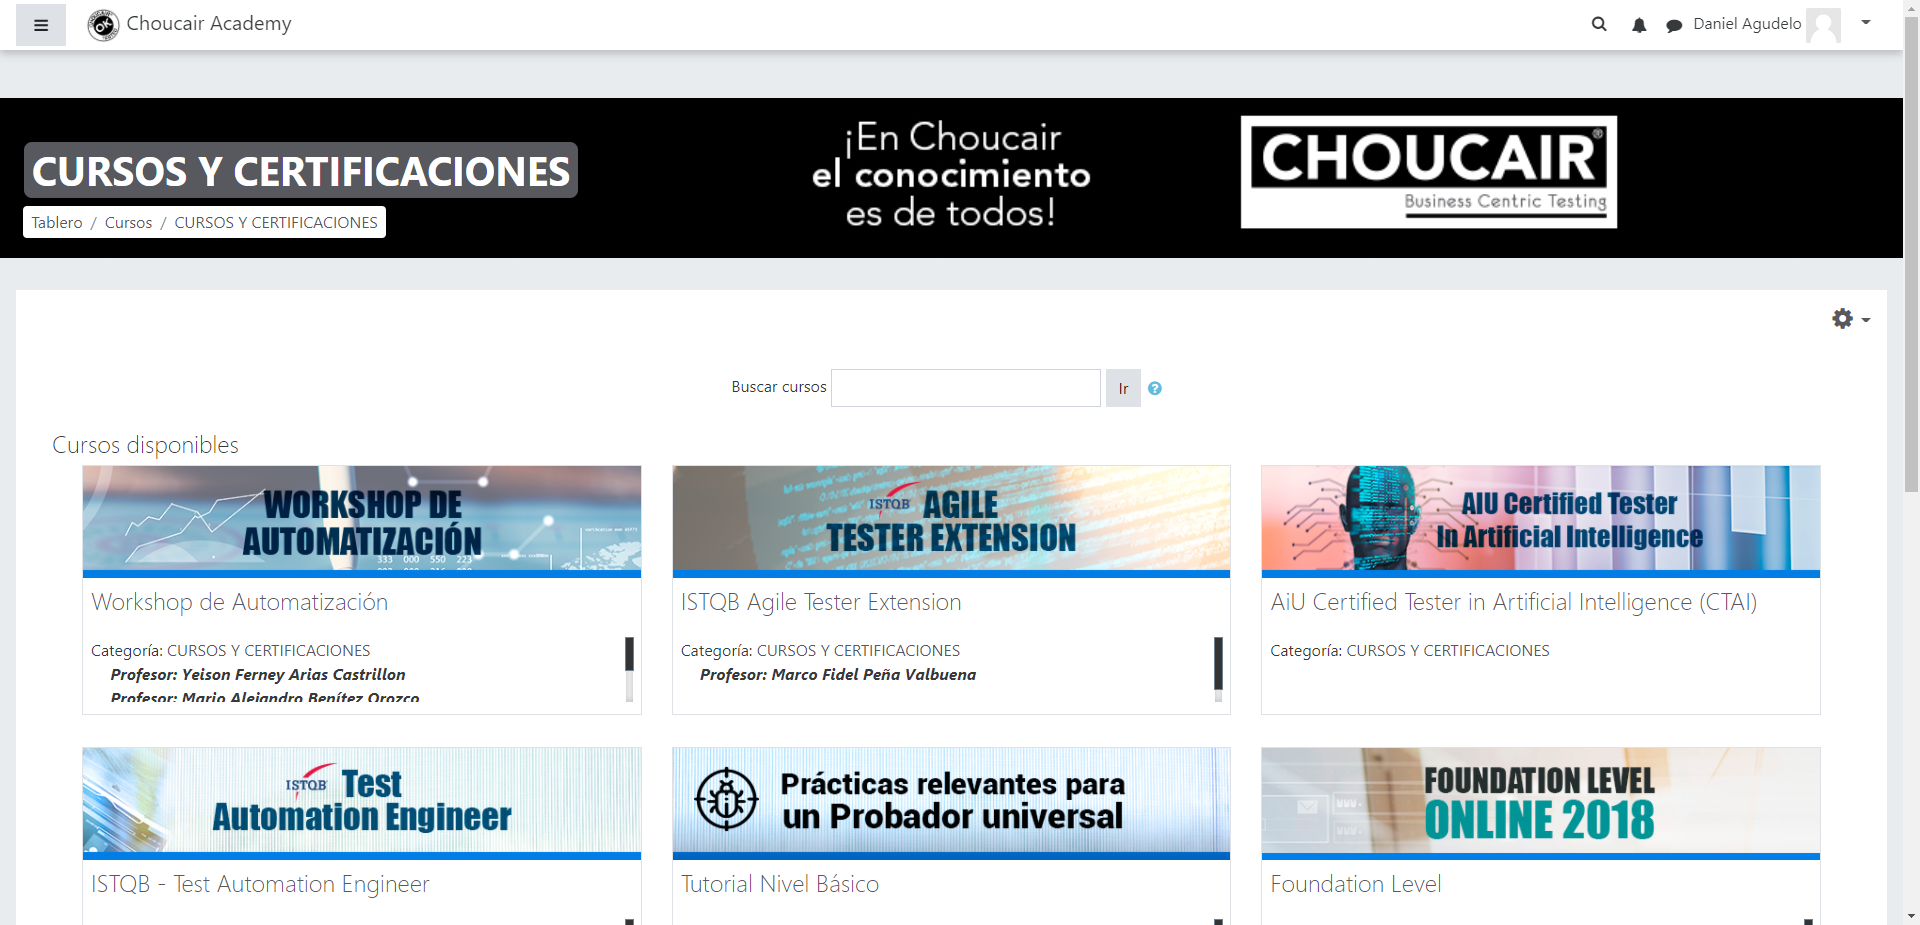 Choucair Academy
Daniel Agudelo
CURSOS Y CERTIFICACIONES
Tablero / Cursos / CURSOS Y CERTIFICACIONES
¡En Choucair
el conocimiento
es de todos!
CHOUCAIR®
Business Centric Testing
Buscar cursos
Ir
Cursos disponibles
WORKSHOP DE
AUTOMATIZACIÓN
333 000 550 223
Workshop de Automatización
Categoría: CURSOS Y CERTIFICACIONES
Profesor: Yeison Ferney Arias Castrillon
Profesor: Mario Alejandro Benítez Orozco
ISTQB AGILE
TESTER EXTENSION
ISTQB Agile Tester Extension
Categoría: CURSOS Y CERTIFICACIONES
Profesor: Marco Fidel Peña Valbuena
AIU Certified Tester
In Artificial Intelligence
AiU Certified Tester in Artificial Intelligence (CTAI)
Categoría: CURSOS Y CERTIFICACIONES
ISTQB Test
Automation Engineer
ISTQB - Test Automation Engineer
Prácticas relevantes para
un Probador universal
Tutorial Nivel Básico
FOUNDATION LEVEL
ONLINE 2018
Foundation Level